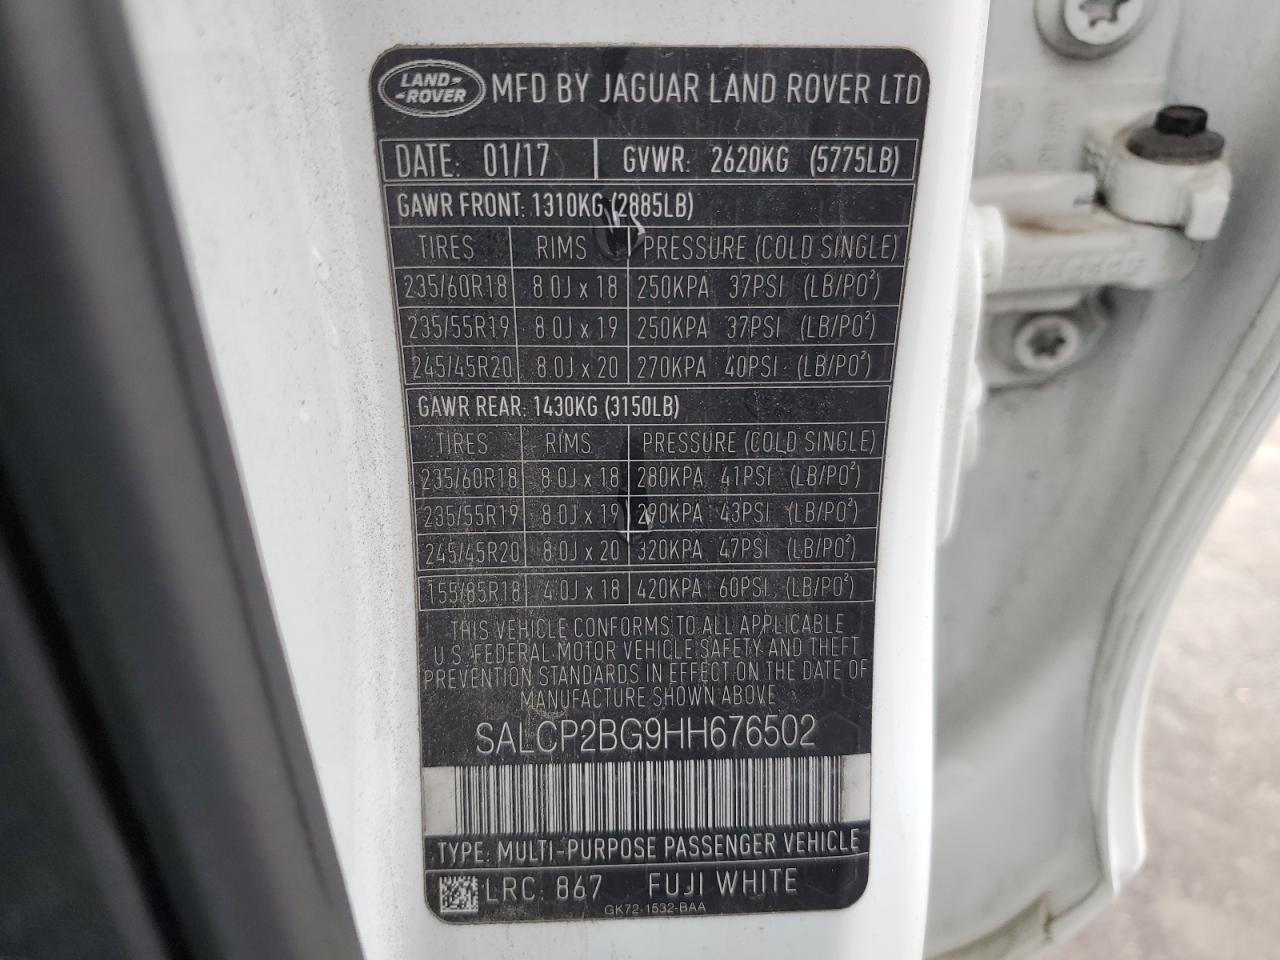 LAND-
-ROVER
MFD BY JAGUAR LAND ROVER LTD
DATE: 01/17 GVWR: 2620KG (5775LB)
GAWR FRONT: 1310KG (2885LB)
TIRES RIMS PRESSURE (COLD SINGLE)
235/60R18 8.0J x 18 250KPA 37PSI (LB/PO²)
235/55R19 8.0J x 19 250KPA 37PSI (LB/PO²)
245/45R20 8.0J x 20 270KPA 40PSI (LB/PO²)
GAWR REAR: 1430KG (3150LB)
TIRES RIMS PRESSURE (COLD SINGLE)
235/60R18 8.0J x 18 280KPA 41PSI (LB/PO²)
235/55R19 8.0J x 19 290KPA 43PSI (LB/PO²)
245/45R20 8.0J x 20 320KPA 47PSI (LB/PO²)
155/85R18 4.0J x 18 420KPA 60PSI (LB/PO²)
THIS VEHICLE CONFORMS TO ALL APPLICABLE
U.S. FEDERAL MOTOR VEHICLE SAFETY AND THEFT
PREVENTION STANDARDS IN EFFECT ON THE DATE OF
MANUFACTURE SHOWN ABOVE
SALCP2BG9HH676502
TYPE: MULTI-PURPOSE PASSENGER VEHICLE
LRC: 867 FUJI WHITE
GK72-1532-BAA